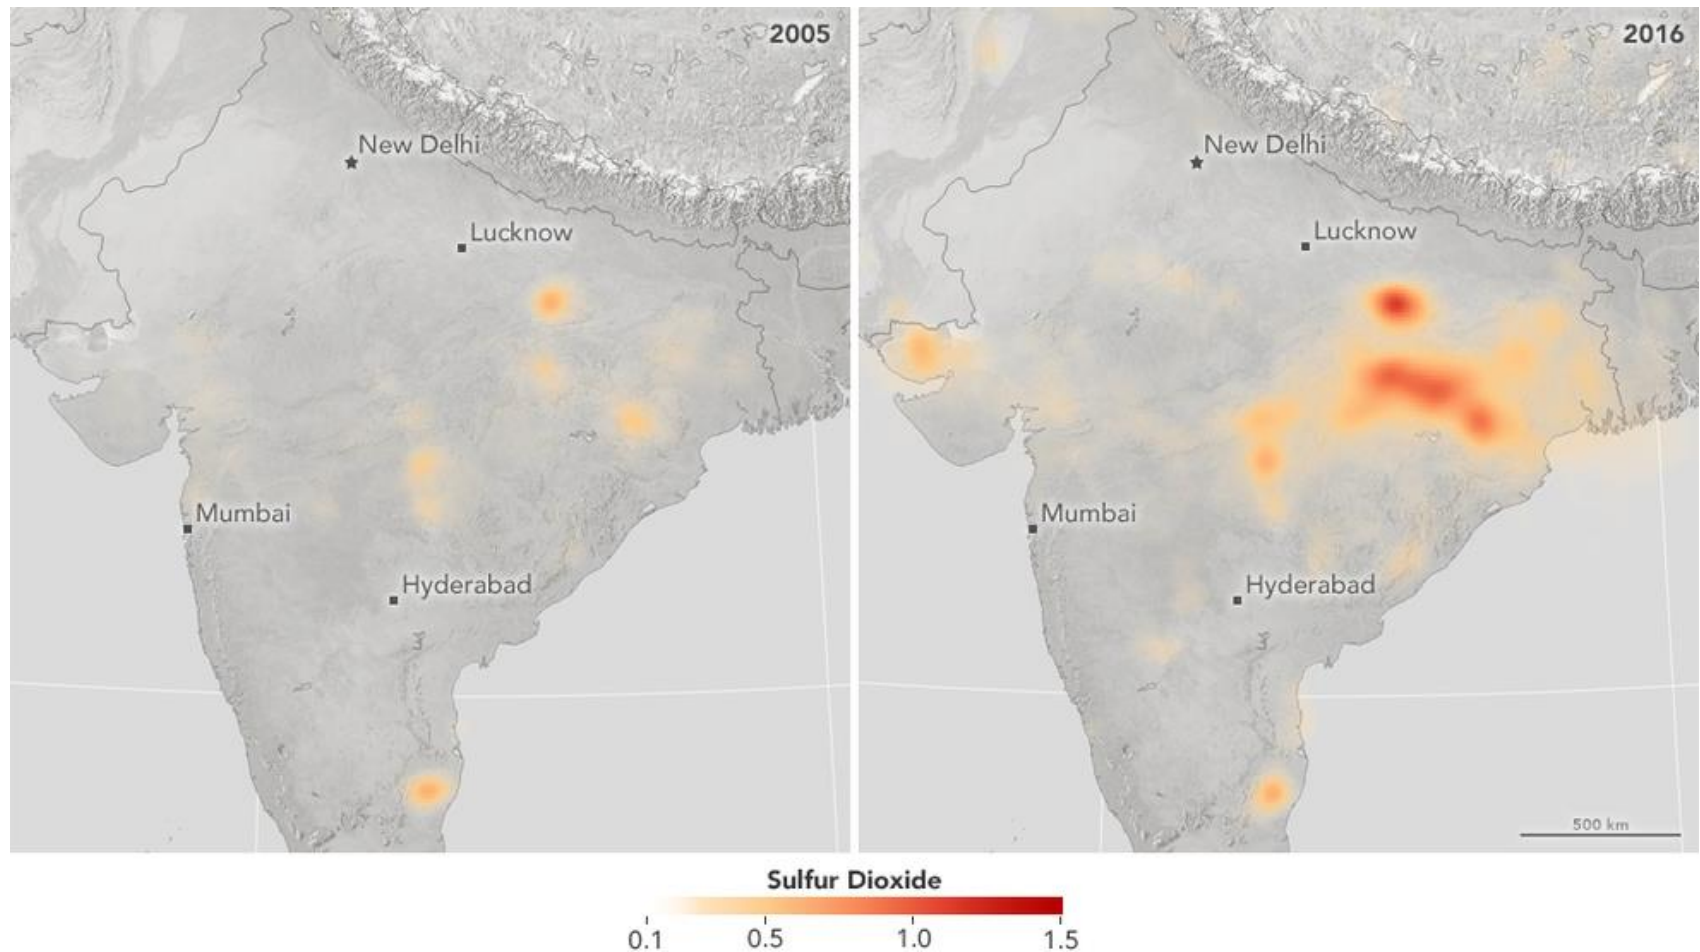 2005
New Delhi
Lucknow
Mumbai
Hyderabad
2016
New Delhi
Lucknow
Mumbai
Hyderabad
500 km
Sulfur Dioxide
0.1 0.5 1.0 1.5